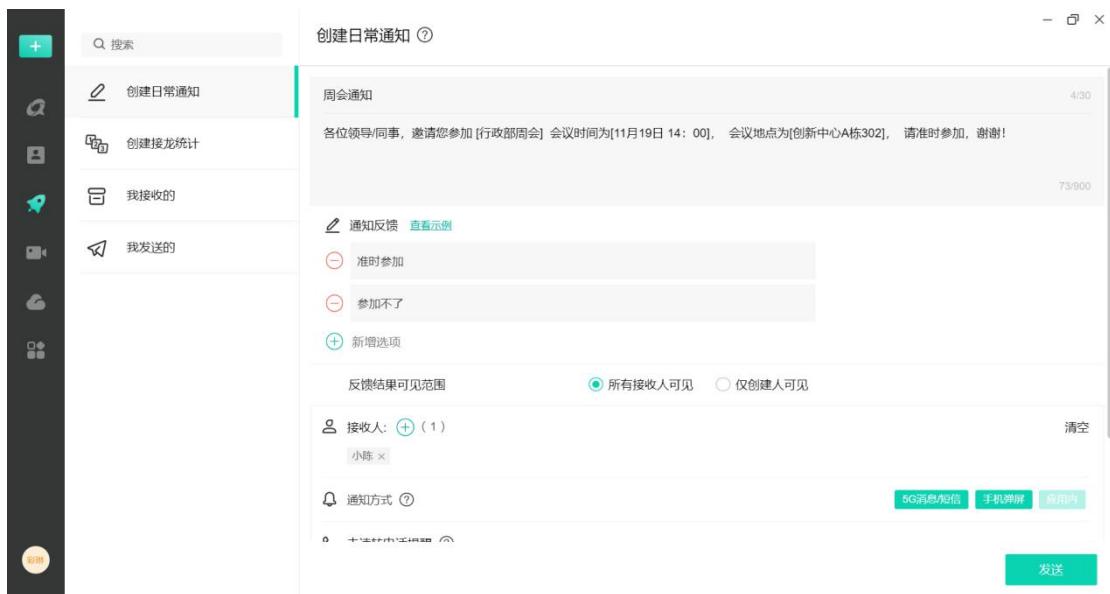 创建日常通知
搜索
创建日常通知
创建接龙统计
我接收的
我发送的
周会通知
4/30
各位领导/同事，邀请您参加 [行政部周会] 会议时间为[11月19日 14：00]， 会议地点为[创新中心A栋302]， 请准时参加，谢谢！
73/900
通知反馈 查看示例
准时参加
参加不了
新增选项
反馈结果可见范围 所有接收人可见 仅创建人可见
接收人: （1） 清空
小陈 ×
通知方式 5G消息/短信 手机弹屏 应用内
彩琳
发送